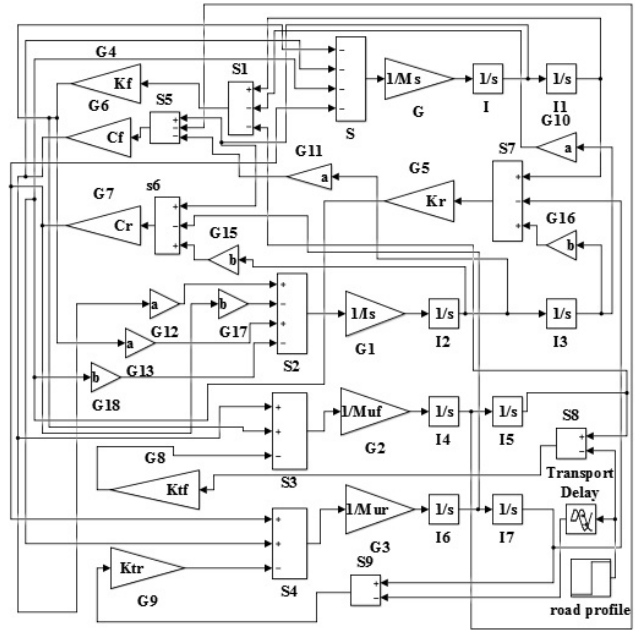 G4
S1
Kf
G6
S5
Cf
S
1/Ms
G
1/s
I
1/s
I1
G10
a
S7
G11
a
G5
Kr
G7
s6
Cr
G15
b
G16
b
a
G12
b
G17
a
G13
b
G18
S2
1/Is
G1
1/s
I2
1/s
I3
S3
1/Muf
G2
1/s
I4
1/s
I5
S8
G8
Ktf
Transport
Delay
S4
1/Mur
G3
1/s
I6
1/s
I7
Ktr
G9
S9
road profile